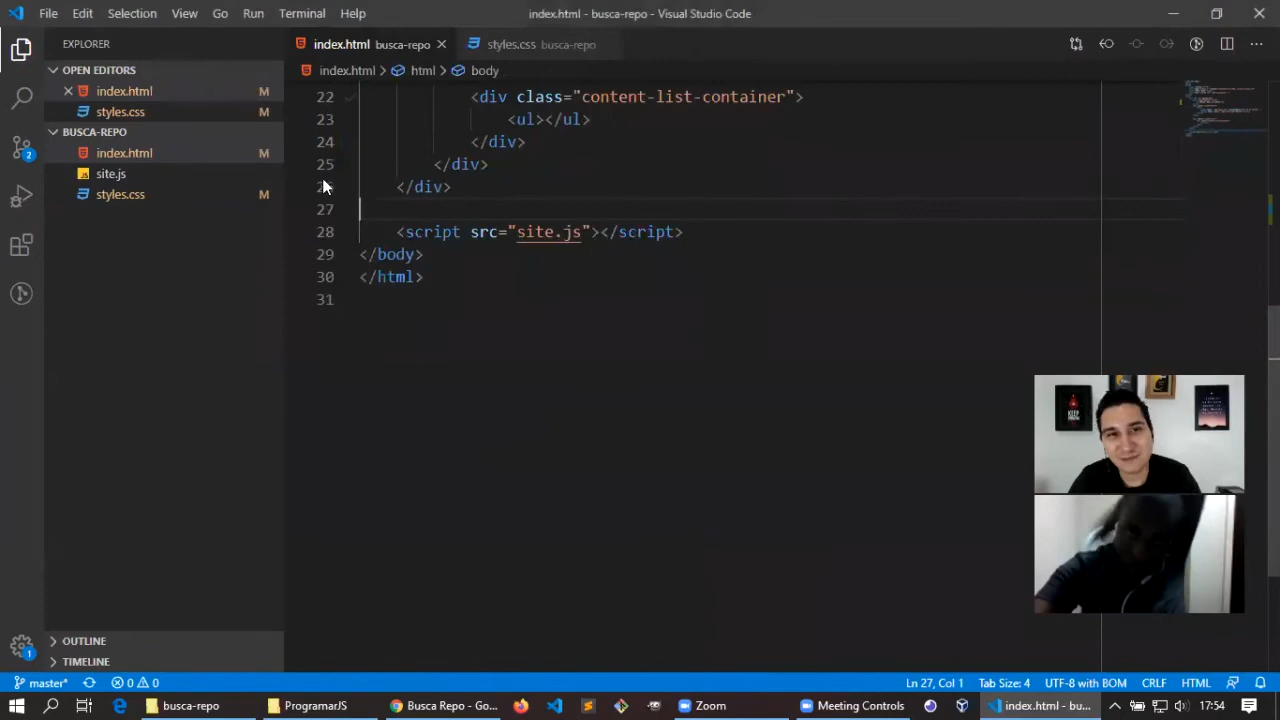 File Edit Selection View Go Run Terminal Help
index.html - busca-repo - Visual Studio Code
EXPLORER
index.html busca-repo
styles.css busca-repo
OPEN EDITORS
index.html > html > body
index.html M
22 <div class="content-list-container">
styles.css M
23 <ul></ul>
BUSCA-REPO
24 </div>
index.html M
25 </div>
site.js
styles.css M
</div>
27
28 <script src="site.js"></script>
2
29 </body>
30 </html>
31
KEEP
OUTLINE
1
TIMELINE
master* 0 0
Ln 27, Col 1 Tab Size: 4 UTF-8 with BOM CRLF HTML
busca-repo
ProgramarJS
Busca Repo - Go...
Zoom
Meeting Controls
index.html - bu...
17:54